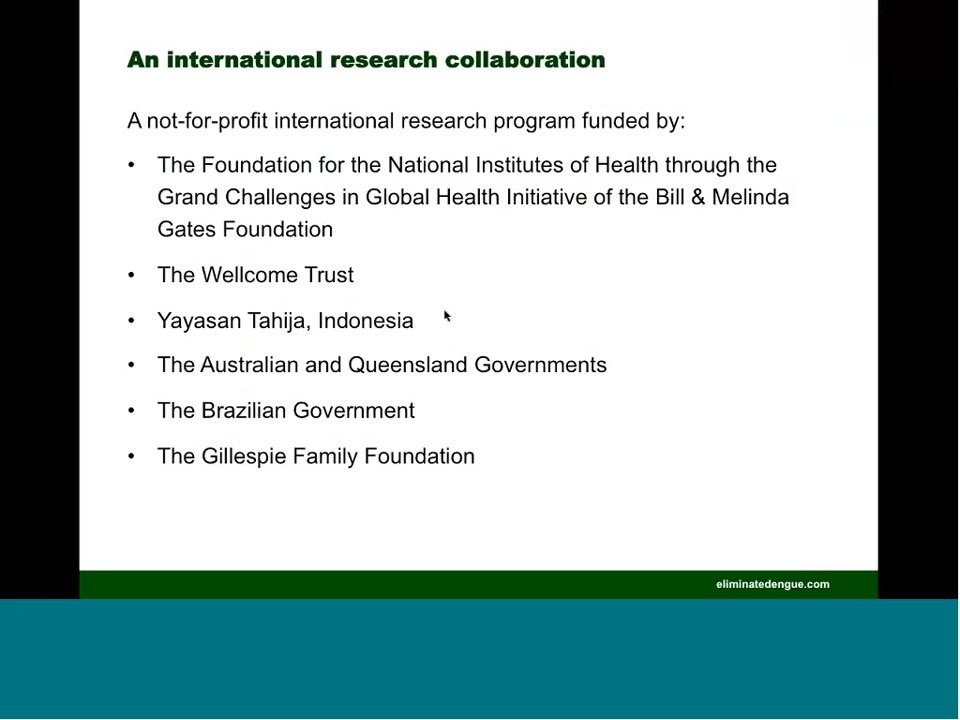 An international research collaboration
A not-for-profit international research program funded by:
• The Foundation for the National Institutes of Health through the
Grand Challenges in Global Health Initiative of the Bill & Melinda
Gates Foundation
• The Wellcome Trust
• Yayasan Tahija, Indonesia
• The Australian and Queensland Governments
• The Brazilian Government
• The Gillespie Family Foundation
eliminatedengue.com